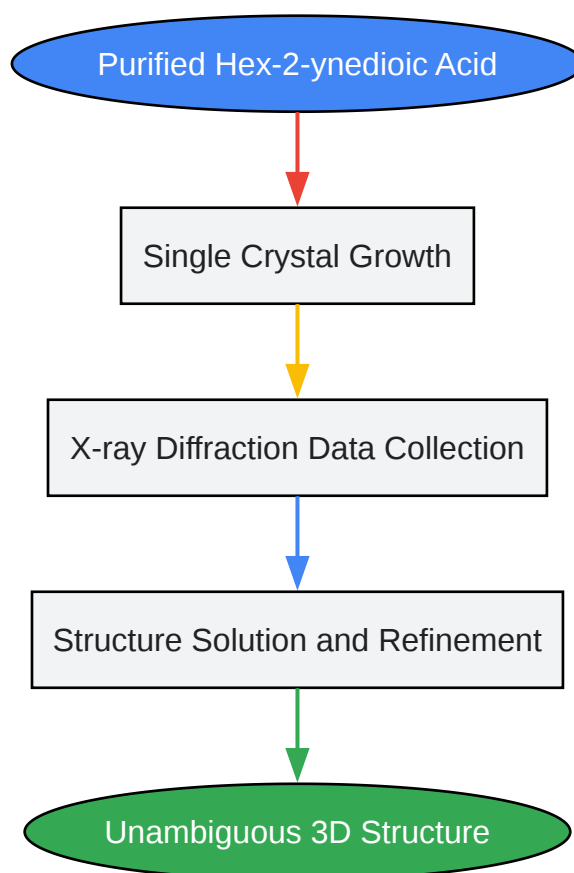 Purified Hex-2-ynedioic Acid
Single Crystal Growth
X-ray Diffraction Data Collection
Structure Solution and Refinement
Unambiguous 3D Structure